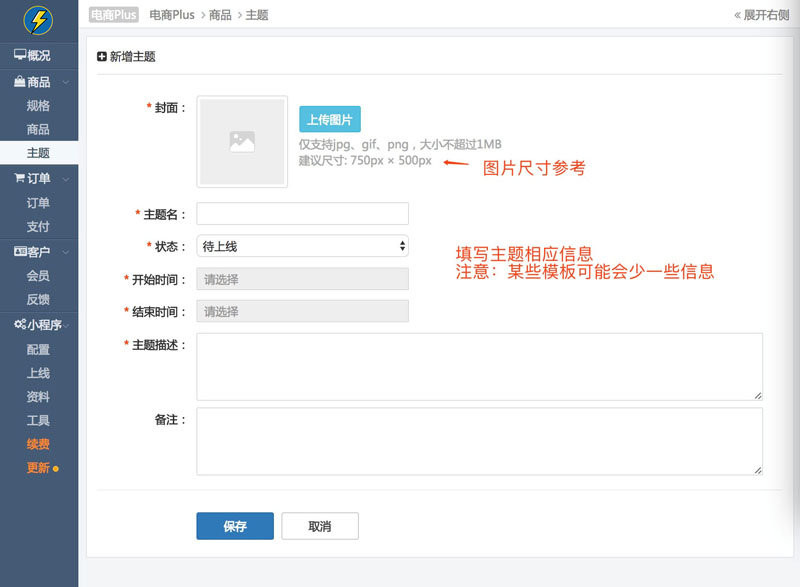 电商Plus 电商Plus > 商品 > 主题 « 展开右侧
概况
商品
规格
商品
主题
订单
订单
支付
客户
会员
反馈
小程序
配置
上线
资料
工具
续费
更新
新增主题
* 封面：
上传图片
仅支持jpg、gif、png，大小不超过1MB
建议尺寸: 750px × 500px
图片尺寸参考
* 主题名：
* 状态： 待上线
* 开始时间： 请选择
* 结束时间： 请选择
填写主题相应信息
注意：某些模板可能会少一些信息
* 主题描述：
备注：
保存 取消